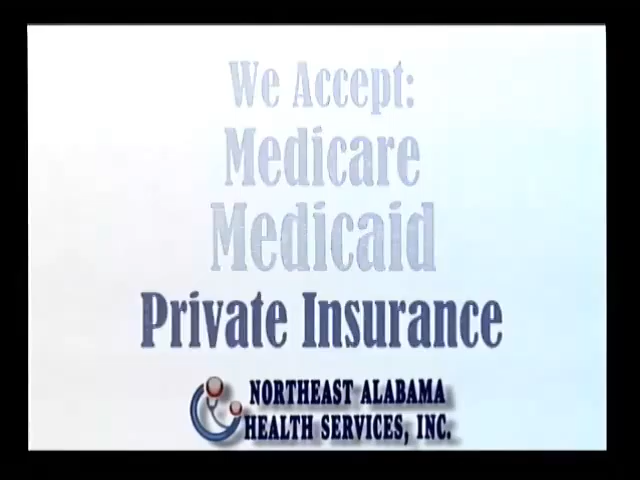 We Accept:
Medicare
Medicaid
Private Insurance
NORTHEAST ALABAMA
HEALTH SERVICES, INC.